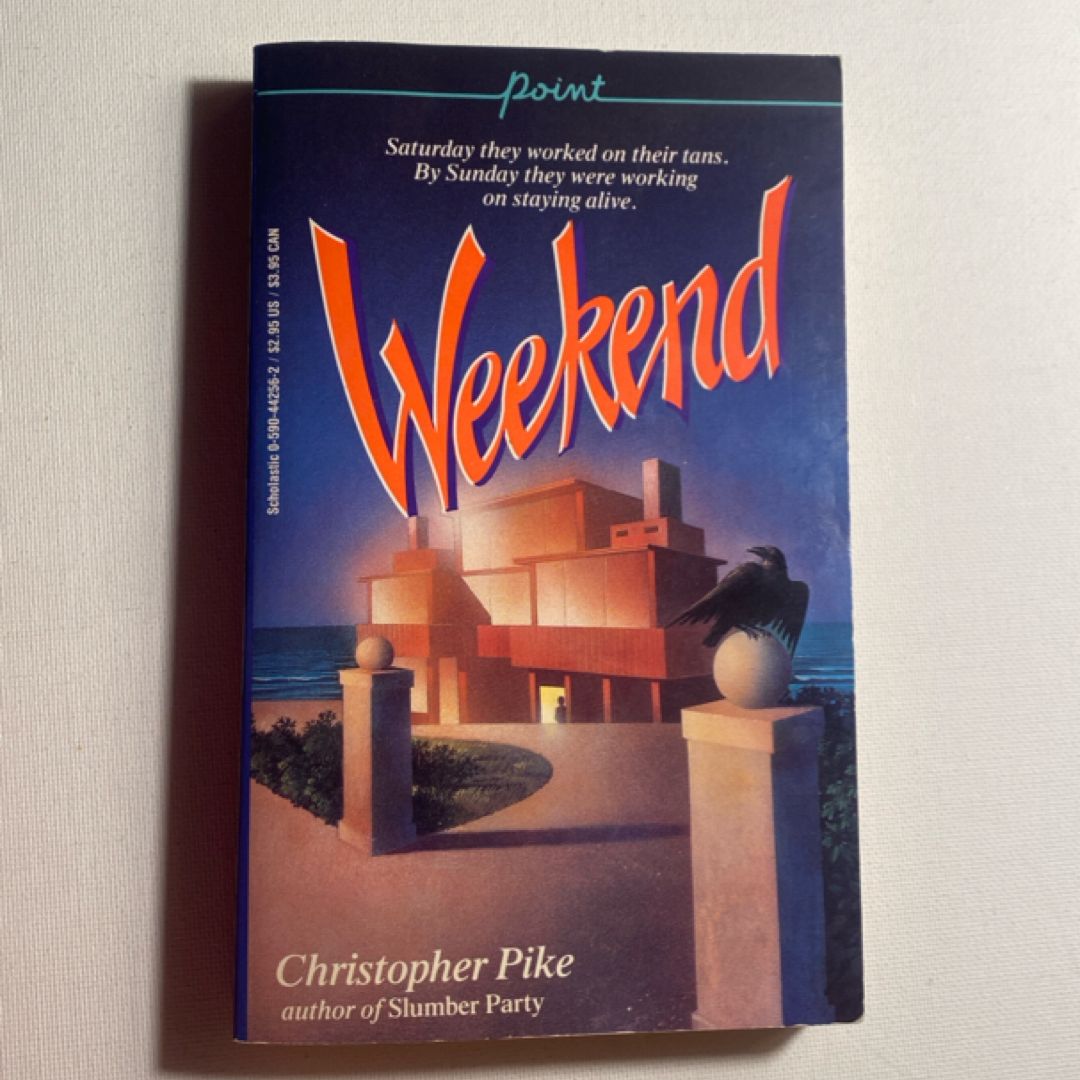 point
Saturday they worked on their tans.
By Sunday they were working
on staying alive.
Weekend
Scholastic 0-590-44256-2 / $2.95 US / $3.95 CAN
Christopher Pike
author of Slumber Party